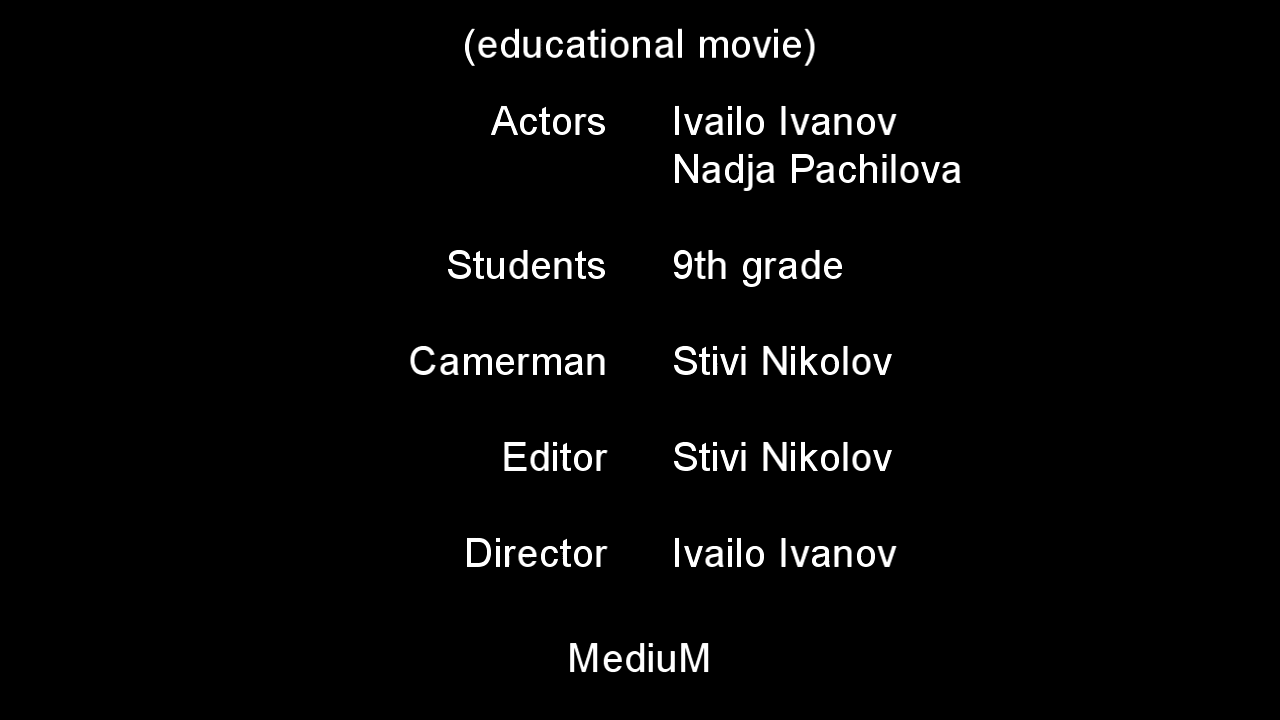 (educational movie)
Actors Ivailo Ivanov
Nadja Pachilova
Students 9th grade
Camerman Stivi Nikolov
Editor Stivi Nikolov
Director Ivailo Ivanov
MediuM